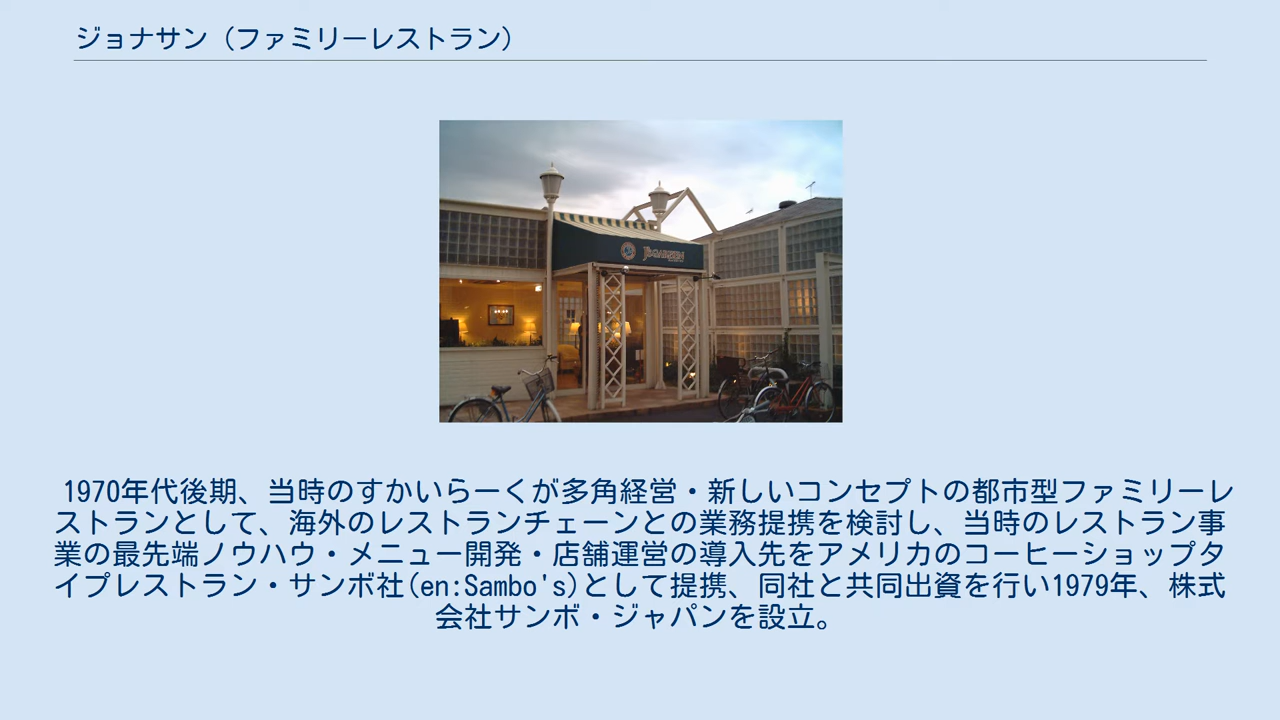 ジョナサン（ファミリーレストラン）
J's GARDEN
1970年代後期、当時のすかいらーくが多角経営・新しいコンセプトの都市型ファミリーレ
ストランとして、海外のレストランチェーンとの業務提携を検討し、当時のレストラン事
業の最先端ノウハウ・メニュー開発・店舗運営の導入先をアメリカのコーヒーショップタ
イプレストラン・サンボ社(en:Sambo's)として提携、同社と共同出資を行い1979年、株式
会社サンボ・ジャパンを設立。